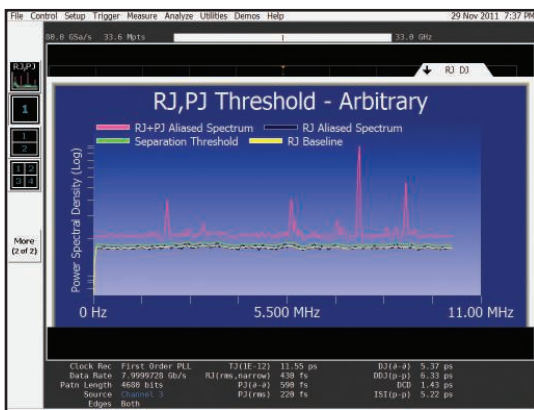 File Control Setup Trigger Measure Analyze Utilities Demos Help 29 Nov 2011 7:37 PM
80.0 GSa/s 33.6 Mpts 33.0 GHz
RJ,PJ
RJ DJ
1
1
2
1 2
3 4
More
(2 of 2)
RJ,PJ Threshold - Arbitrary
RJ+PJ Aliased Spectrum RJ Aliased Spectrum
Separation Threshold RJ Baseline
Power Spectral Density (Log)
0 Hz 5.500 MHz 11.00 MHz
Clock Rec First Order PLL TJ(1E-12) 11.55 ps DJ(∂-∂) 5.37 ps
Data Rate 7.9999728 Gb/s RJ(rms,narrow) 430 fs DDJ(p-p) 6.33 ps
Patn Length 4680 bits PJ(∂-∂) 590 fs DCD 1.43 ps
Source Channel 3 PJ(rms) 220 fs ISI(p-p) 5.22 ps
Edges Both